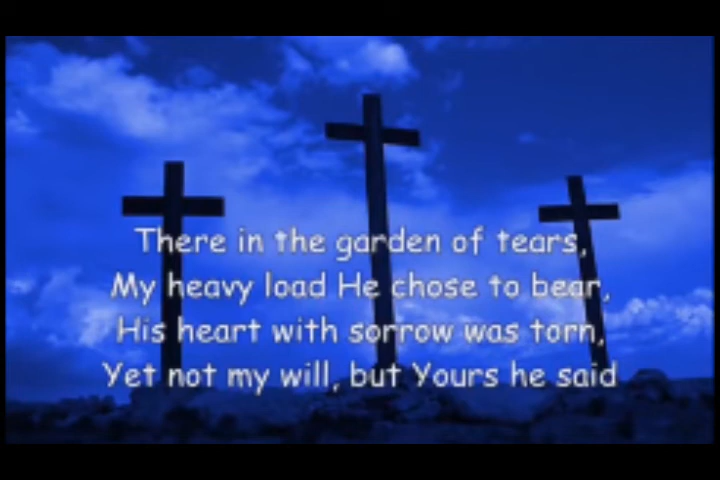 There in the garden of tears,
My heavy load He chose to bear,
His heart with sorrow was torn,
Yet not my will, but Yours he said